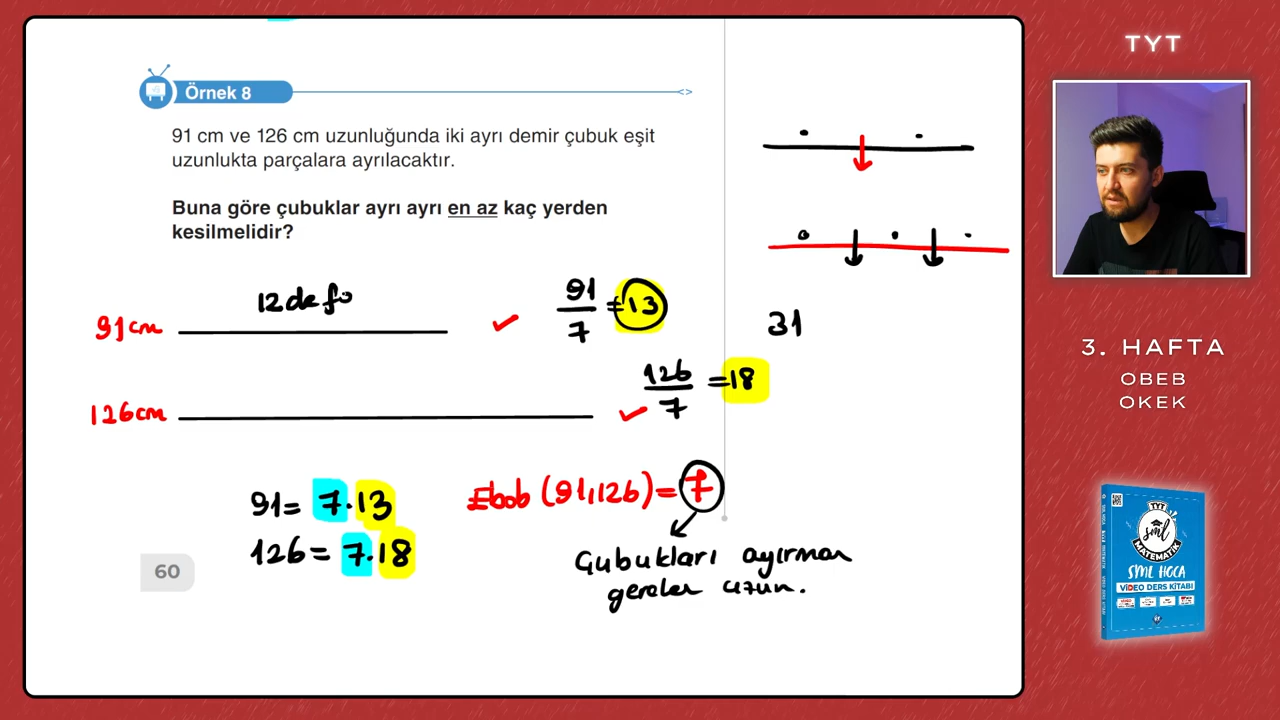 TYT
Örnek 8
91 cm ve 126 cm uzunluğunda iki ayrı demir çubuk eşit
uzunlukta parçalara ayrılacaktır.
Buna göre çubuklar ayrı ayrı en az kaç yerden
kesilmelidir?
12 defa
91 cm
91/7 = 13
31
126 cm
126/7 = 18
91 = 7.13
126 = 7.18
Ebob (91,126) = 7
Çubukları ayırmam
gereken uzun.
60
3. HAFTA
OBEB
OKEK
TYT
SML
MATEMATİK
SML HOCA
VİDEO DERS KİTABI